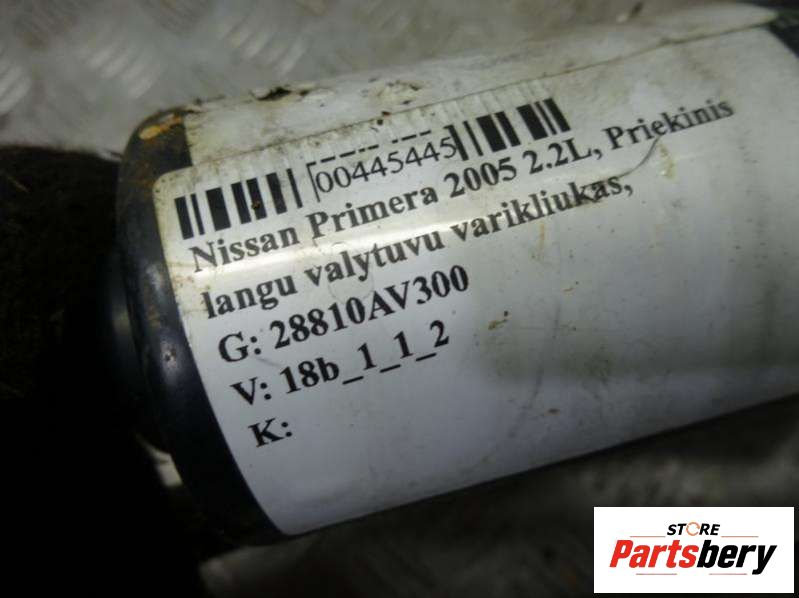 00445445
Nissan Primera 2005 2.2L, Priekinis
langu valytuvu varikliukas,
G: 28810AV300
V: 18b_1_1_2
K:
STORE
Partsbery